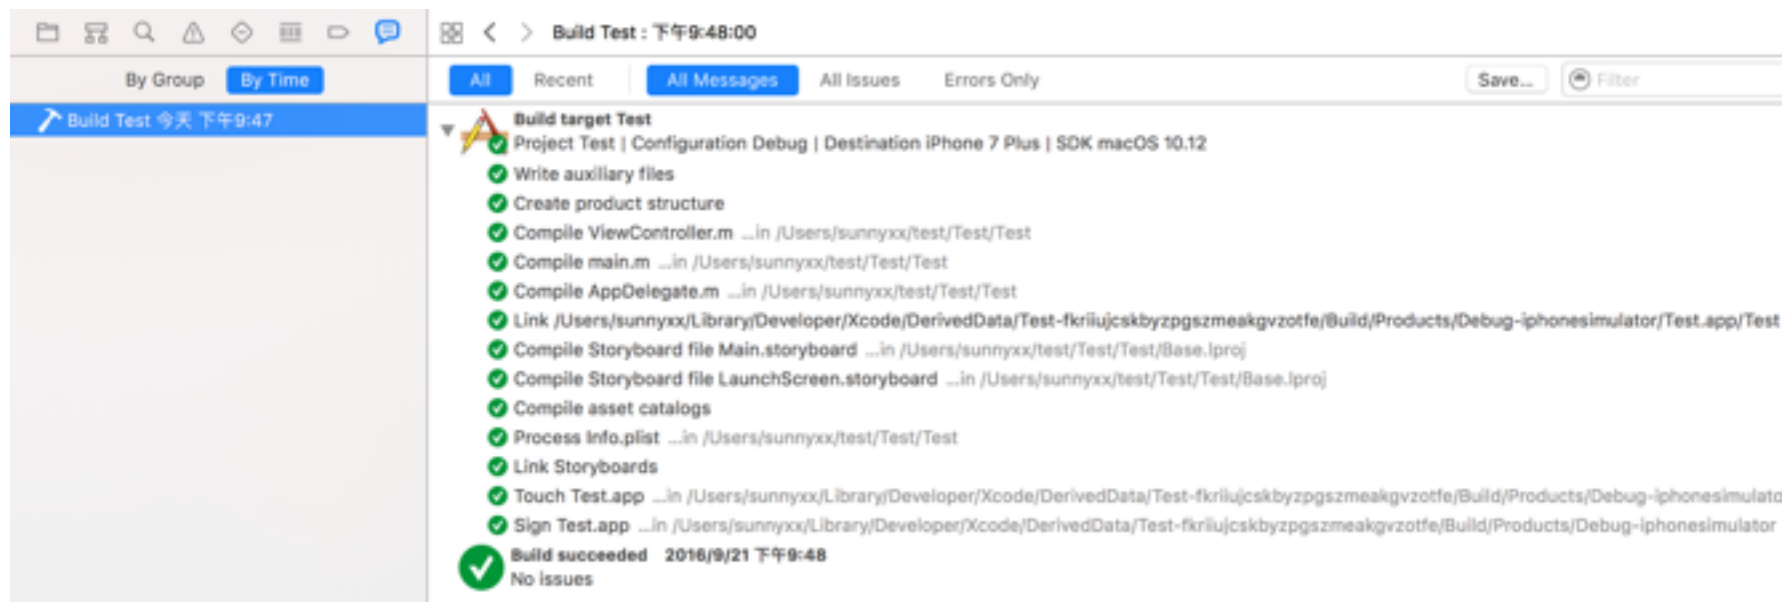 Build Test : 下午9:48:00
By Group By Time
All Recent All Messages All Issues Errors Only Save... Filter
Build Test 今天 下午9:47
Build target Test
Project Test | Configuration Debug | Destination iPhone 7 Plus | SDK macOS 10.12
Write auxiliary files
Create product structure
Compile ViewController.m ...in /Users/sunnyxx/test/Test/Test
Compile main.m ...in /Users/sunnyxx/test/Test/Test
Compile AppDelegate.m ...in /Users/sunnyxx/test/Test/Test
Link /Users/sunnyxx/Library/Developer/Xcode/DerivedData/Test-fkriiujcskbyzpgszmeakgvzotfe/Build/Products/Debug-iphonesimulator/Test.app/Test
Compile Storyboard file Main.storyboard ...in /Users/sunnyxx/test/Test/Test/Base.lproj
Compile Storyboard file LaunchScreen.storyboard ...in /Users/sunnyxx/test/Test/Test/Base.lproj
Compile asset catalogs
Process Info.plist ...in /Users/sunnyxx/test/Test/Test
Link Storyboards
Touch Test.app ...in /Users/sunnyxx/Library/Developer/Xcode/DerivedData/Test-fkriiujcskbyzpgszmeakgvzotfe/Build/Products/Debug-iphonesimulato
Sign Test.app ...in /Users/sunnyxx/Library/Developer/Xcode/DerivedData/Test-fkriiujcskbyzpgszmeakgvzotfe/Build/Products/Debug-iphonesimulator
Build succeeded 2016/9/21 下午9:48
No issues